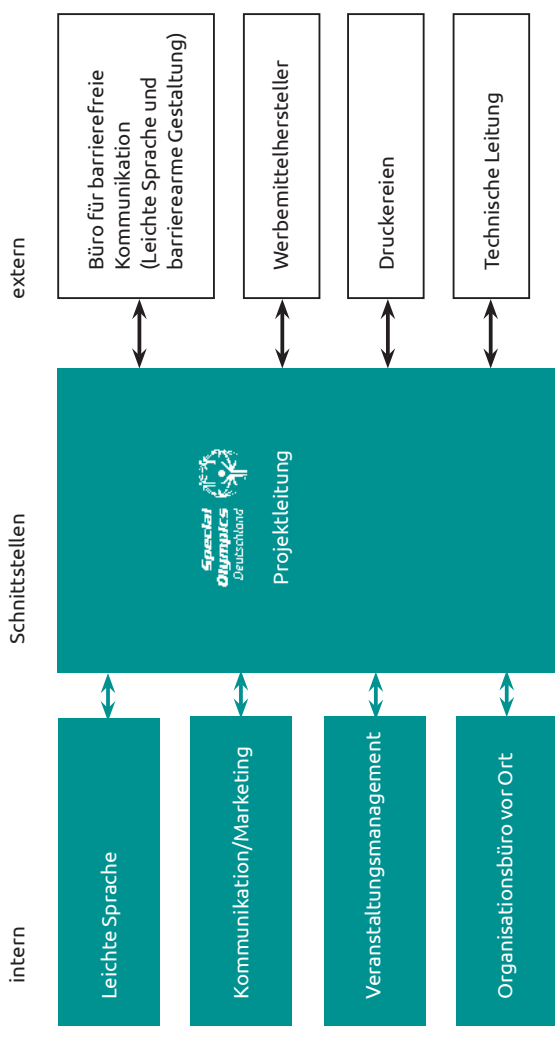 intern
Schnittstellen
extern
Leichte Sprache
Kommunikation/Marketing
Veranstaltungsmanagement
Organisationsbüro vor Ort
Special
Olympics
Deutschland
Projektleitung
Büro für barrierefreie
Kommunikation
(Leichte Sprache und
barrierearme Gestaltung)
Werbemittelhersteller
Druckereien
Technische Leitung